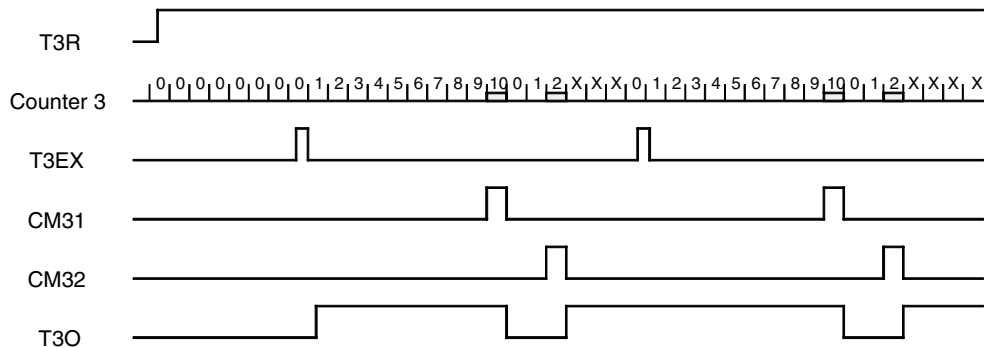 T3R
Counter 3 0 0 0 0 0 0 0 0 1 2 3 4 5 6 7 8 9 10 0 1 2 X X X 0 1 2 3 4 5 6 7 8 9 10 0 1 2 X X X X
T3EX
CM31
CM32
T3O